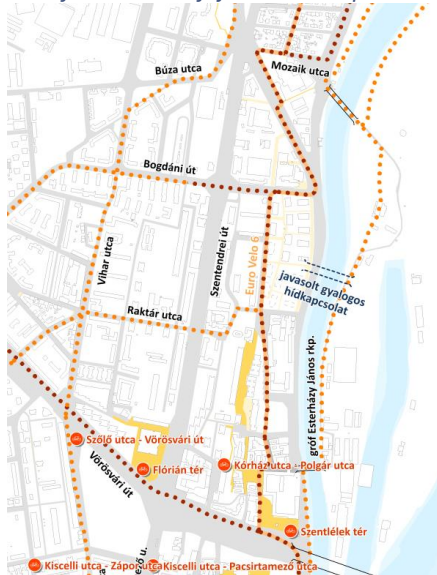 Mozaik utca
Búza utca
Bogdáni út
Vihar utca
Szentendrei út
Euro Velo 6
javasolt gyalogos
hídkapcsolat
Raktár utca
gróf Esterházy János rkp.
Szőlő utca - Vörösvári út
Flórián tér
Kórház utca - Polgár utca
Vörösvári út
Szentlélek tér
Kiscelli utca - Zápor utca
Kiscelli utca - Pacsirtamező utca